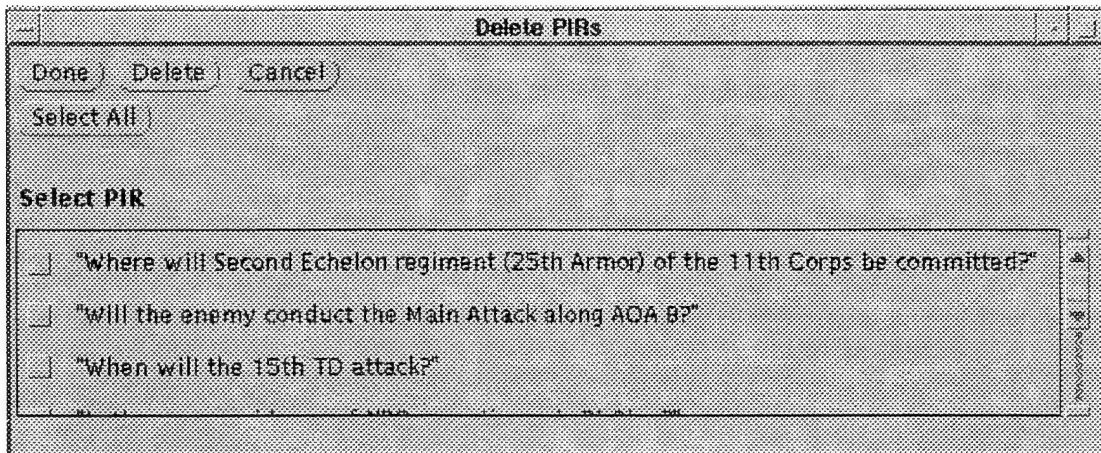 Delete PIRs
Done Delete Cancel
Select All
Select PIR
"Where will Second Echelon regiment (25th Armor) of the 11th Corps be committed?"
"Will the enemy conduct the Main Attack along AOA B?"
"When will the 15th TD attack?"